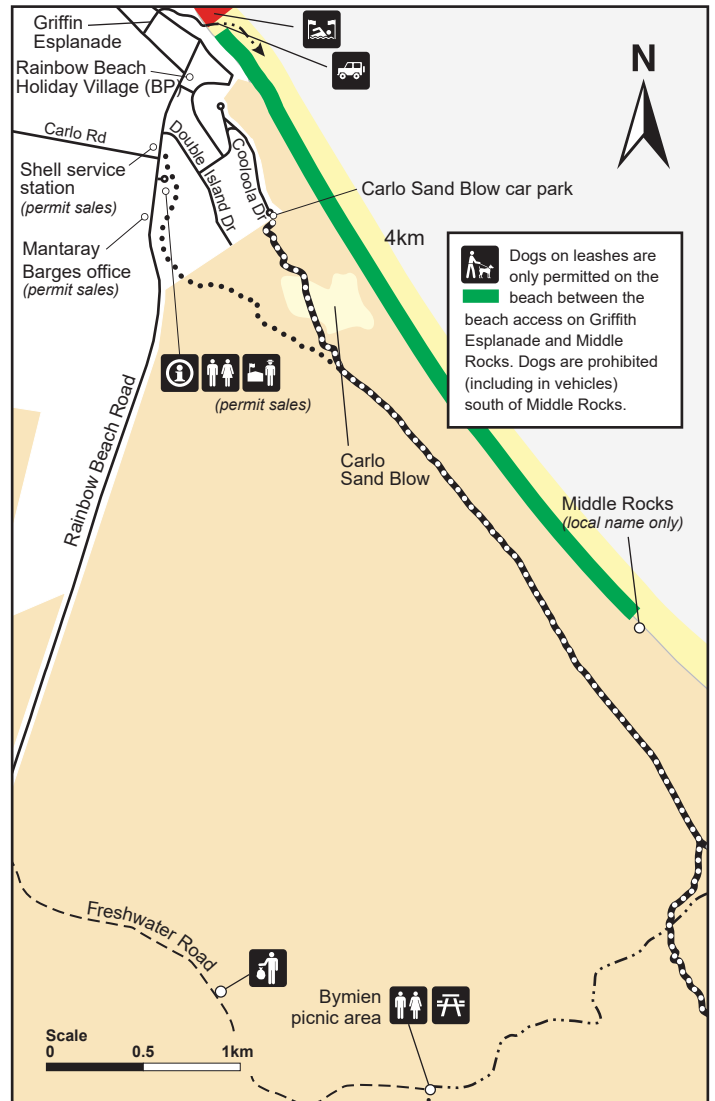 Griffin
Esplanade
Rainbow Beach
Holiday Village (BP)
Carlo Rd
Double Island Dr
Cooloola Dr
Shell service
station
(permit sales)
Mantaray
Barges office
(permit sales)
Carlo Sand Blow car park
4km
N
Dogs on leashes are
only permitted on the
beach between the
beach access on Griffith
Esplanade and Middle
Rocks. Dogs are prohibited
(including in vehicles)
south of Middle Rocks.
i
(permit sales)
Rainbow Beach Road
Carlo
Sand Blow
Middle Rocks
(local name only)
Freshwater Road
Bymien
picnic area
Scale
0 0.5 1km